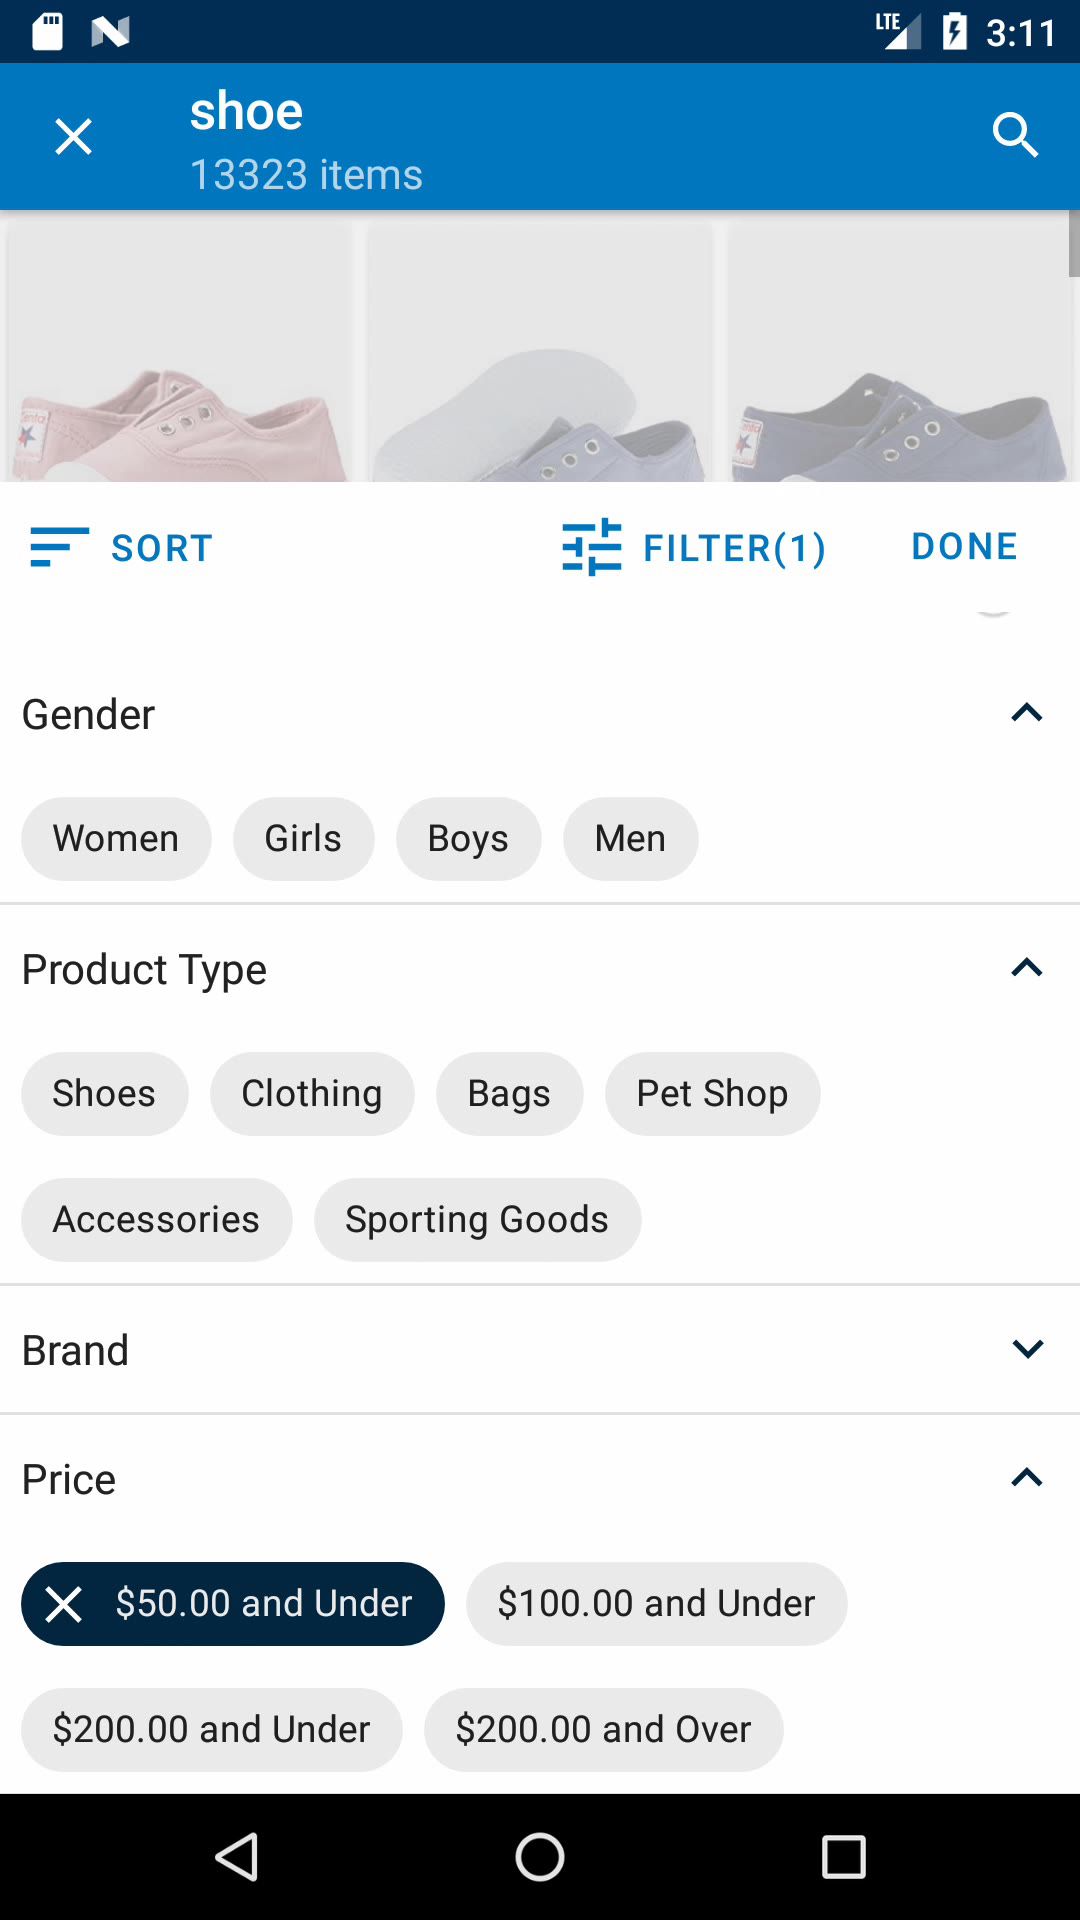 LTE 3:11
shoe
13323 items
SORT FILTER(1) DONE
Gender
Women Girls Boys Men
Product Type
Shoes Clothing Bags Pet Shop
Accessories Sporting Goods
Brand
Price
$50.00 and Under $100.00 and Under
$200.00 and Under $200.00 and Over